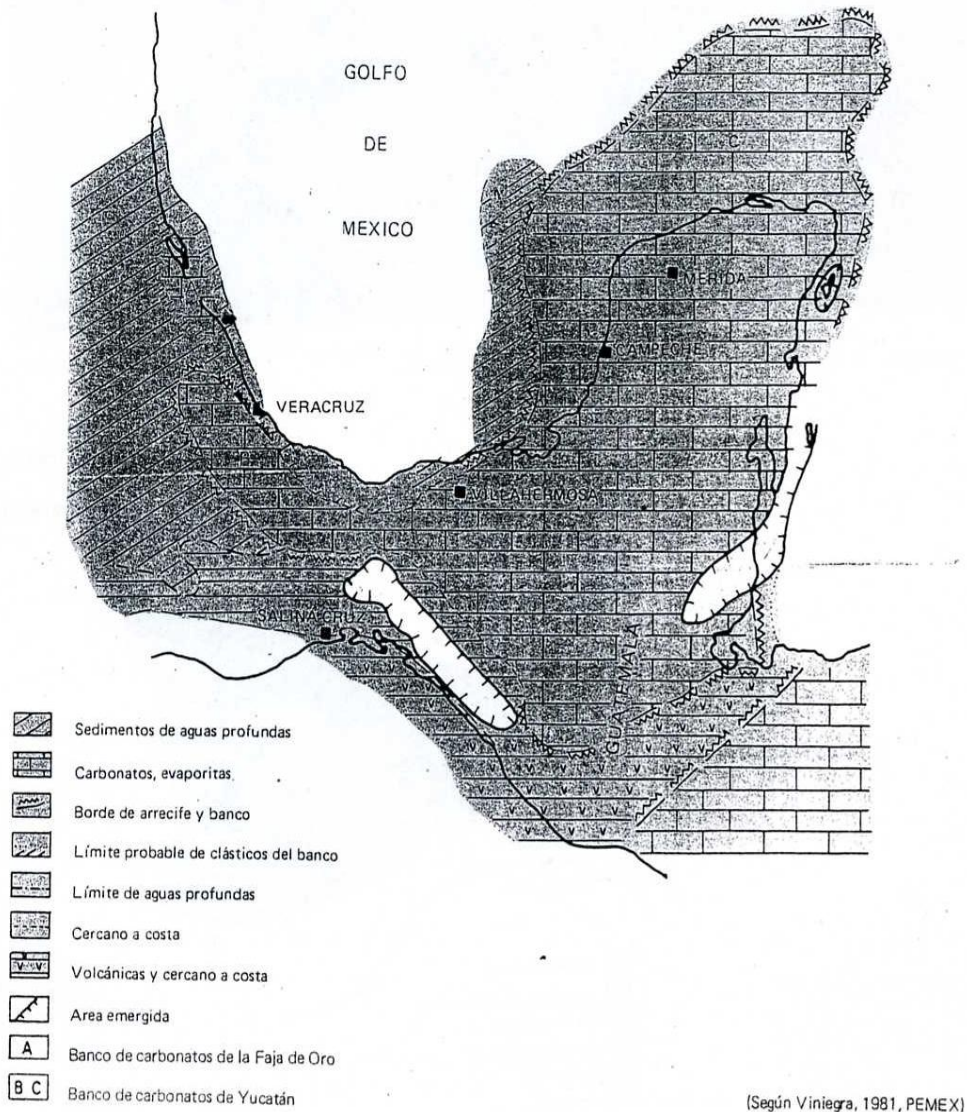 GOLFO
DE
MEXICO
C
MERIDA
CAMPECHE
A
VERACRUZ
VILLAHERMOSA
SALINA CRUZ
GUATEMALA
Sedimentos de aguas profundas
Carbonatos, evaporitas
Borde de arrecife y banco
Límite probable de clásticos del banco
Límite de aguas profundas
Cercano a costa
Volcánicas y cercano a costa
Area emergida
A Banco de carbonatos de la Faja de Oro
B C Banco de carbonatos de Yucatán
(Según Viniegra, 1981, PEMEX)